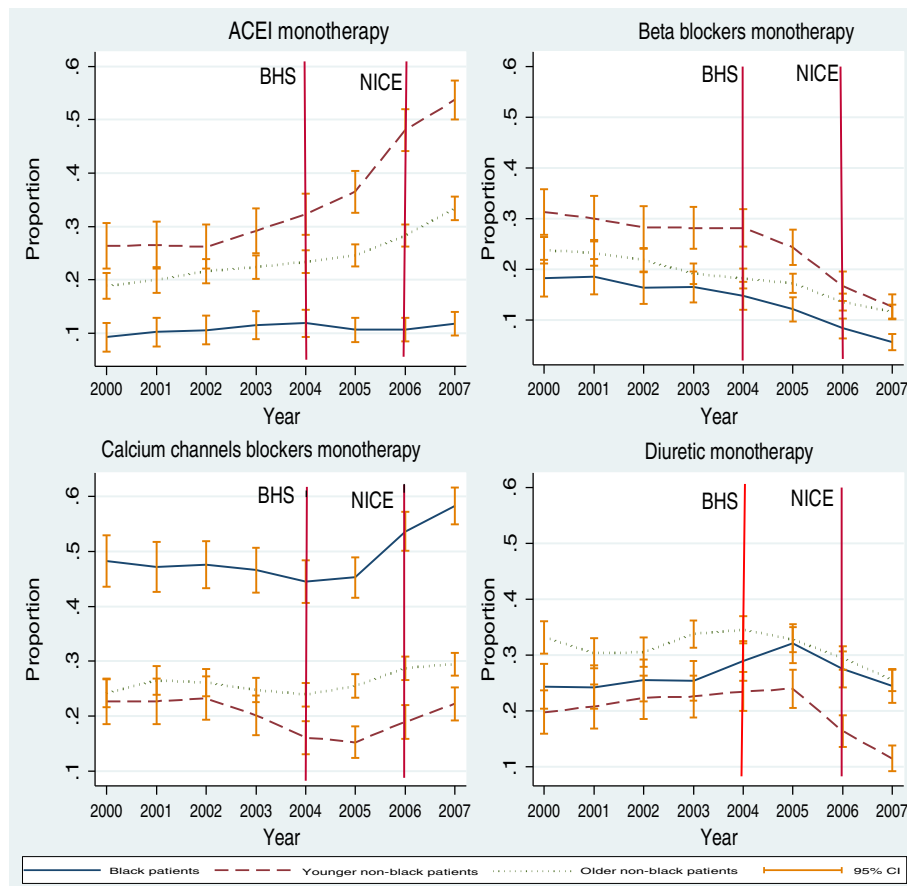 ACEI monotherapy
BHS
NICE
.6
.5
.4
.3
.2
.1
Proportion
2000 2001 2002 2003 2004 2005 2006 2007
Year
Beta blockers monotherapy
BHS
NICE
.6
.5
.4
.3
.2
.1
Proportion
2000 2001 2002 2003 2004 2005 2006 2007
Year
Calcium channels blockers monotherapy
BHS
NICE
.6
.5
.4
.3
.2
.1
Proportion
2000 2001 2002 2003 2004 2005 2006 2007
Year
Diuretic monotherapy
BHS
NICE
.6
.5
.4
.3
.2
.1
Proportion
2000 2001 2002 2003 2004 2005 2006 2007
Year
Black patients Younger non-black patients Older non-black patients 95% CI